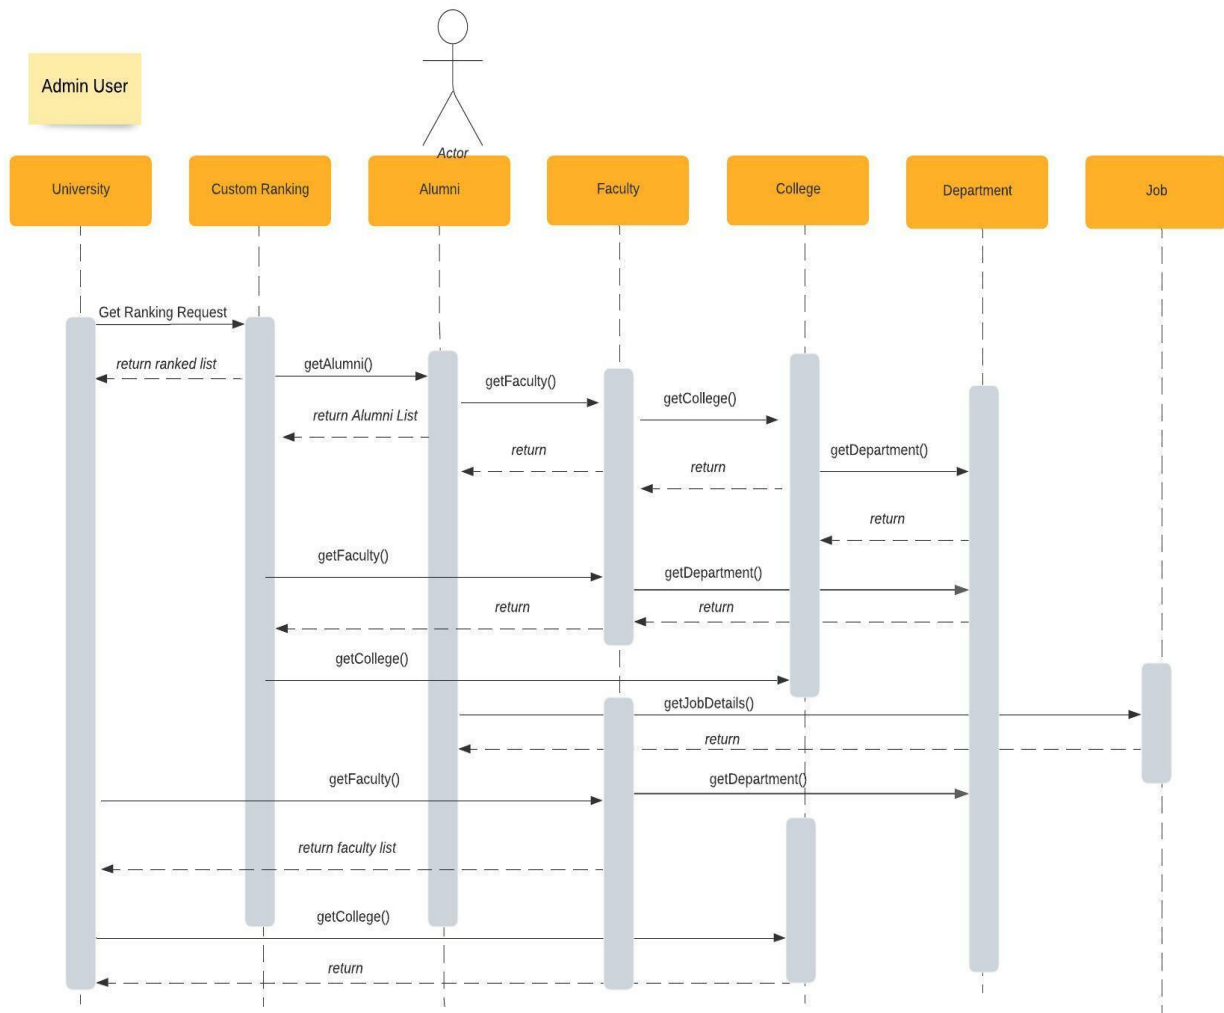 Admin User
Actor
University
Custom Ranking
Alumni
Faculty
College
Department
Job
Get Ranking Request
return ranked list
getAlumni()
getFaculty()
getCollege()
return Alumni List
return
return
getDepartment()
return
getFaculty()
getDepartment()
return
return
getCollege()
getJobDetails()
return
getFaculty()
getDepartment()
return faculty list
getCollege()
return